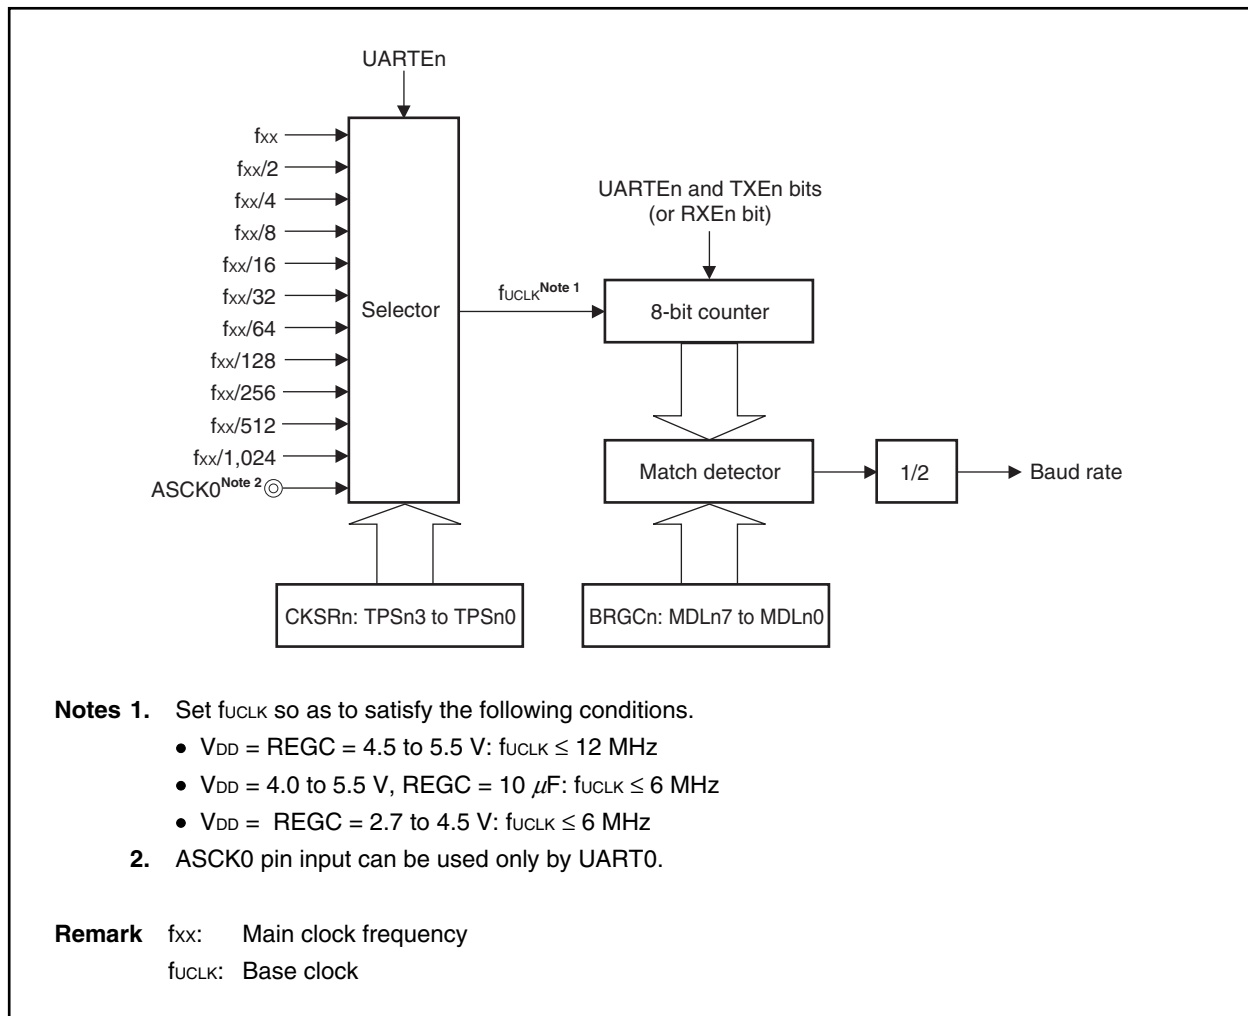 UARTEn
fxx
fxx/2
fxx/4
fxx/8
fxx/16
fxx/32
fxx/64
fxx/128
fxx/256
fxx/512
fxx/1,024
ASCK0Note 2
Selector
fUCLKNote 1
UARTEn and TXEn bits
(or RXEn bit)
8-bit counter
Match detector
1/2
Baud rate
CKSRn: TPSn3 to TPSn0
BRGCn: MDLn7 to MDLn0
Notes 1. Set fUCLK so as to satisfy the following conditions.
• VDD = REGC = 4.5 to 5.5 V: fUCLK ≤ 12 MHz
• VDD = 4.0 to 5.5 V, REGC = 10 μF: fUCLK ≤ 6 MHz
• VDD = REGC = 2.7 to 4.5 V: fUCLK ≤ 6 MHz
2. ASCK0 pin input can be used only by UART0.
Remark fxx: Main clock frequency
fUCLK: Base clock